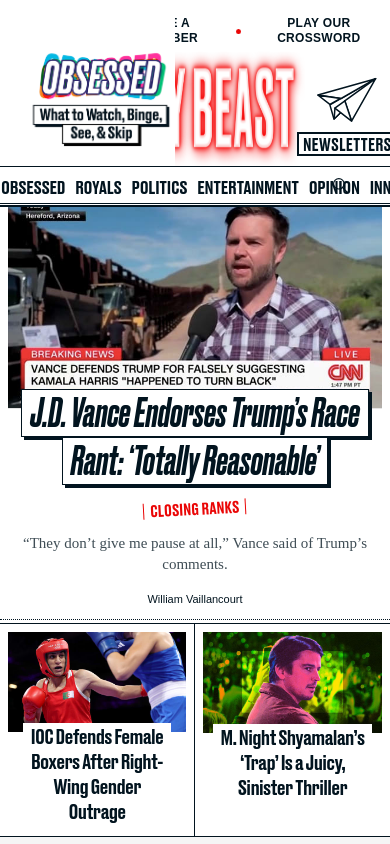 E A
BER
PLAY OUR
CROSSWORD
OBSESSED
What to Watch, Binge,
See, & Skip
Y BEAST
NEWSLETTERS
OBSESSED ROYALS POLITICS ENTERTAINMENT OPINION INN
Hereford, Arizona
BREAKING NEWS
LIVE
VANCE DEFENDS TRUMP FOR FALSELY SUGGESTING
KAMALA HARRIS "HAPPENED TO TURN BLACK"
CNN
1:47 PM PT
J.D. Vance Endorses Trump’s Race
Rant: ‘Totally Reasonable’
CLOSING RANKS
“They don’t give me pause at all,” Vance said of Trump’s
comments.
William Vaillancourt
IOC Defends Female
Boxers After Right-
Wing Gender
Outrage
M. Night Shyamalan’s
‘Trap’ Is a Juicy,
Sinister Thriller